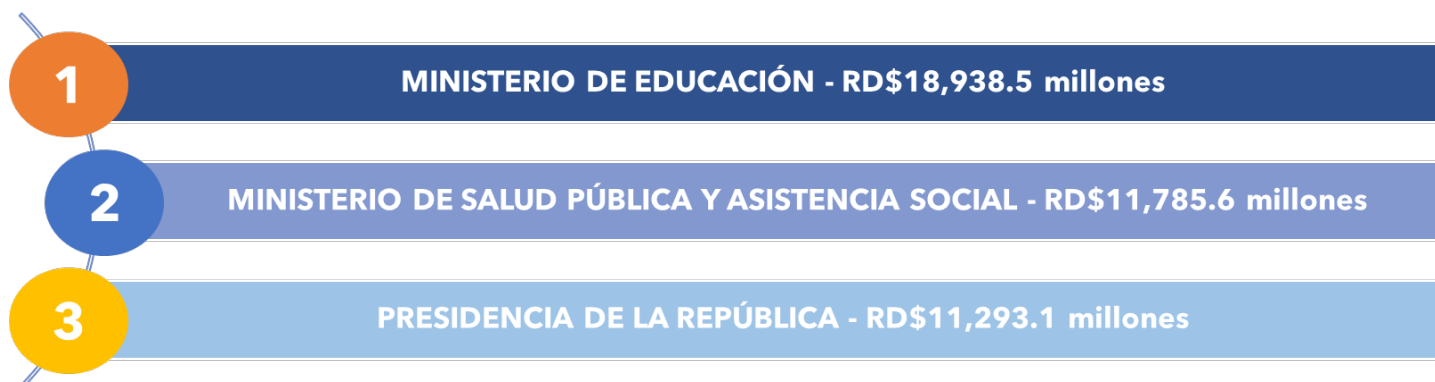 1
MINISTERIO DE EDUCACIÓN - RD$18,938.5 millones
2
MINISTERIO DE SALUD PÚBLICA Y ASISTENCIA SOCIAL - RD$11,785.6 millones
3
PRESIDENCIA DE LA REPÚBLICA - RD$11,293.1 millones